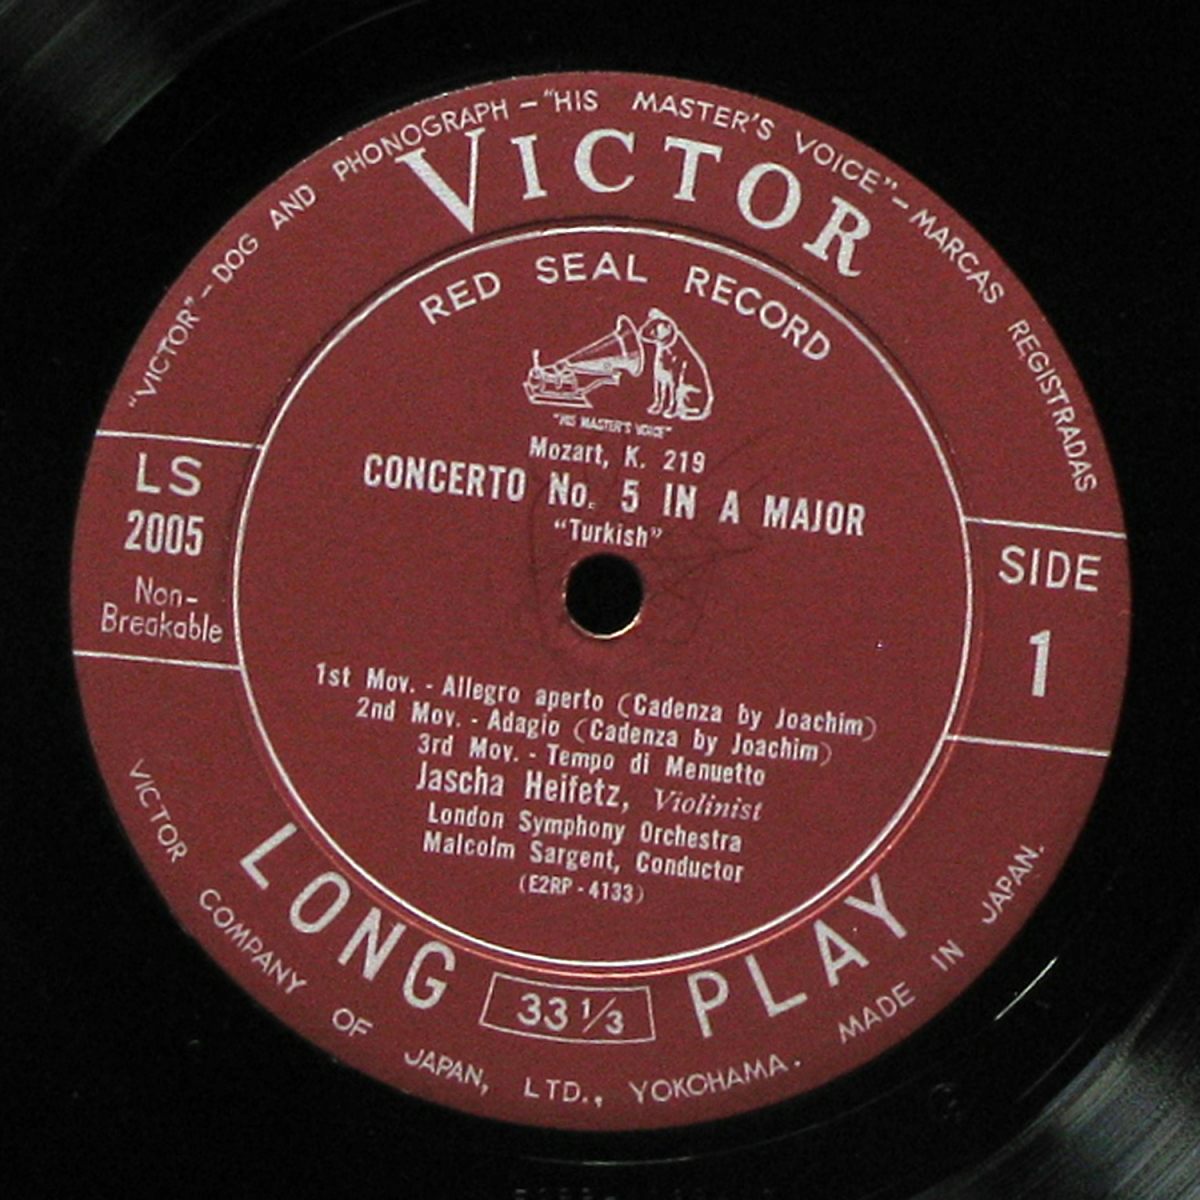 "VICTOR" – DOG AND PHONOGRAPH – "HIS MASTER'S VOICE" – MARCAS REGISTRADAS
VICTOR
RED SEAL RECORD
"HIS MASTER'S VOICE"
Mozart, K. 219
CONCERTO No. 5 IN A MAJOR
"Turkish"
LS
2005
Non-
Breakable
SIDE
1
1st Mov. - Allegro aperto (Cadenza by Joachim)
2nd Mov. - Adagio (Cadenza by Joachim)
3rd Mov. - Tempo di Menuetto
Jascha Heifetz, Violinist
London Symphony Orchestra
Malcolm Sargent, Conductor
(E2RP - 4133)
LONG 33 1/3 PLAY
VICTOR COMPANY OF JAPAN, LTD., YOKOHAMA. MADE IN JAPAN.